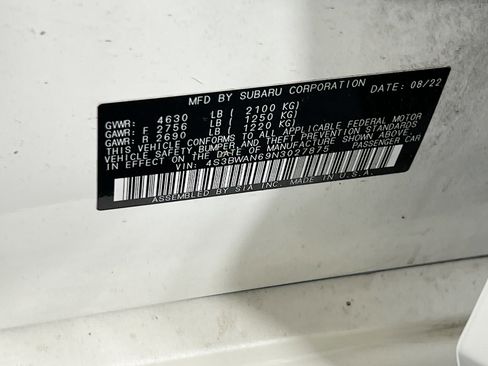 MFD BY SUBARU CORPORATION DATE: 08/22
GVWR: 4630 LB ( 2100 KG)
GAWR: F 2756 LB ( 1250 KG)
GAWR: R 2690 LB ( 1220 KG)
THIS VEHICLE CONFORMS TO ALL APPLICABLE FEDERAL MOTOR
VEHICLE SAFETY, BUMPER, AND THEFT PREVENTION STANDARDS
IN EFFECT ON THE DATE OF MANUFACTURE SHOWN ABOVE.
VIN: 4S3BWAN69N3027875 PASSENGER CAR
ASSEMBLED BY SIA INC. MADE IN U.S.A.